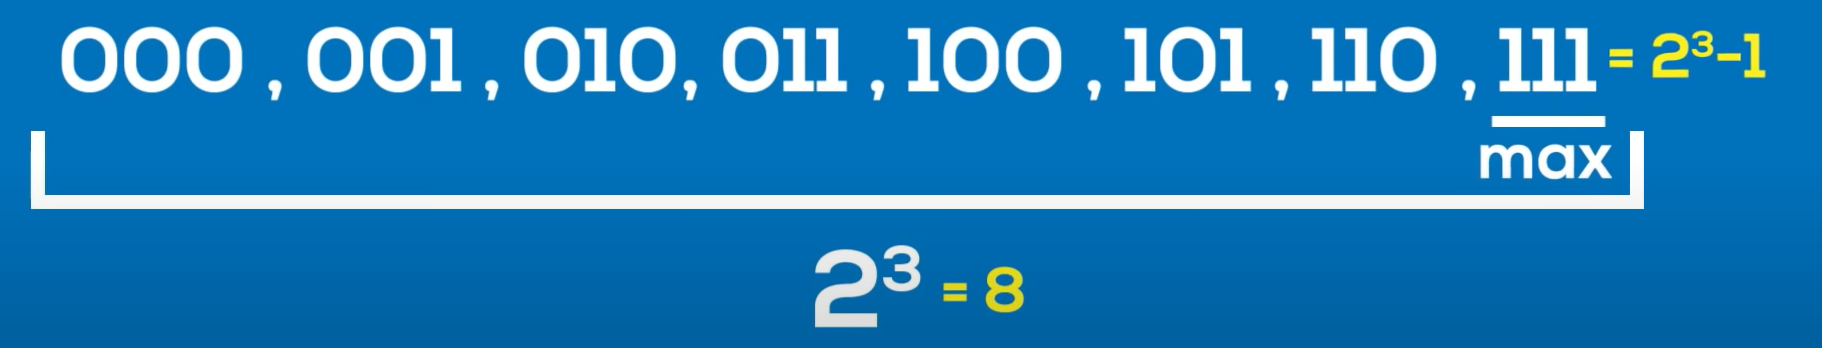 000 , 001 , 010, 011 , 100 , 101 , 110 , 111 = 2³-1
max
2³ = 8